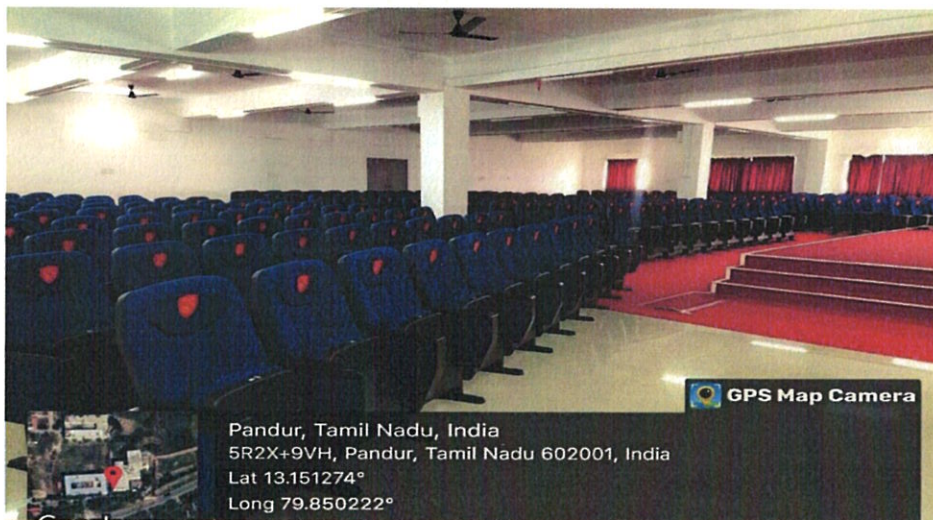 GPS Map Camera
Pandur, Tamil Nadu, India
5R2X+9VH, Pandur, Tamil Nadu 602001, India
Lat 13.151274°
Long 79.850222°